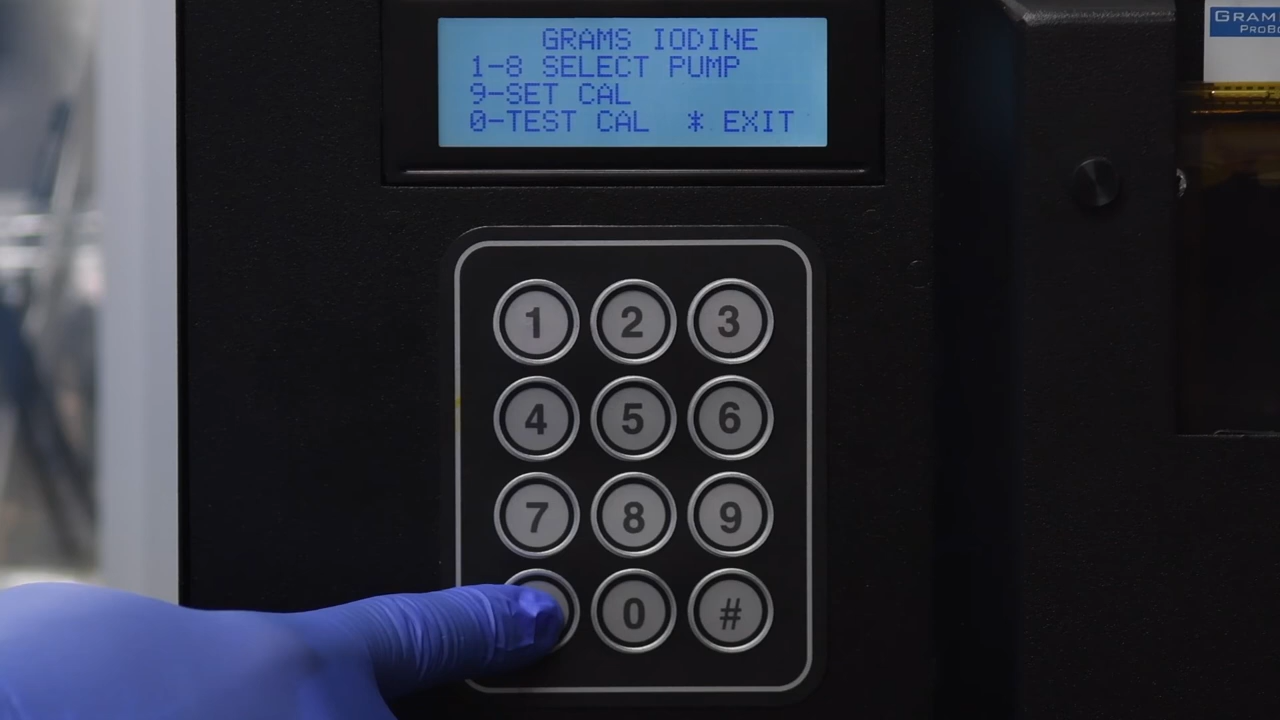 GRAMS IODINE
1-8 SELECT PUMP
9-SET CAL
0-TEST CAL * EXIT
GRAM
PROBO
1 2 3
4 5 6
7 8 9
0 #